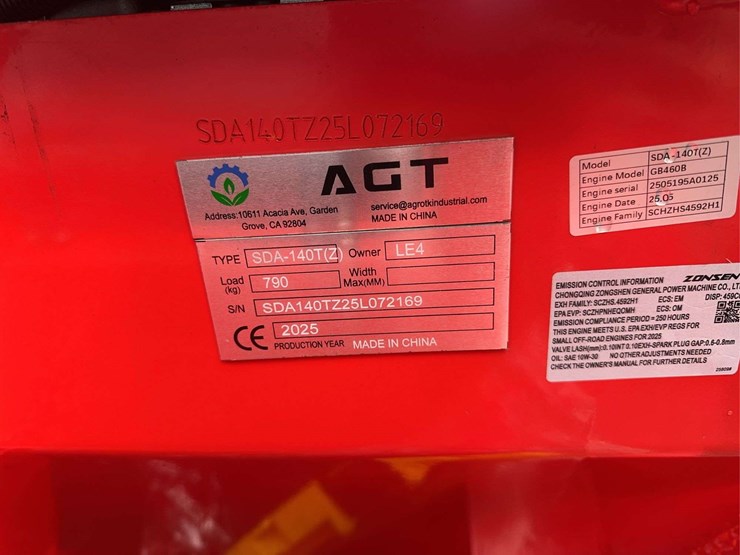 SDA140TZ25L072169
AGT
Address:10611 Acacia Ave, Garden
Grove, CA 92804
service@agrotkindustrial.com
MADE IN CHINA
TYPE SDA-140T(Z) Owner LE4
Load (kg) 790 Width Max(MM)
S/N SDA140TZ25L072169
CE 2025
PRODUCTION YEAR MADE IN CHINA
Model SDA-140T(Z)
Engine Model GB460B
Engine serial 2505195A0125
Engine Date 25.05
Engine Family SCHZHS4592H1
ZONSEN
EMISSION CONTROL INFORMATION
CHONGQING ZONGSHEN GENERAL POWER MACHINE CO., LT
EXH FAMILY: SCZHS.4592H1 ECS: EM DISP: 459C
EPA EVP: SCZHPNHEQOMH ECS: OM
EMISSION COMPLIANCE PERIOD = 250 HOURS
THIS ENGINE MEETS U.S. EPA EXH/EVP REGS FOR
SMALL OFF-ROAD ENGINES FOR 2025
VALVE LASH(mm):0.10INT 0.10EXH-SPARK PLUG GAP:0.6-0.8mm
OIL: SAE 10W-30 NO OTHER ADJUSTMENTS NEEDED
CHECK THE OWNER'S MANUAL FOR FURTHER DETAILS